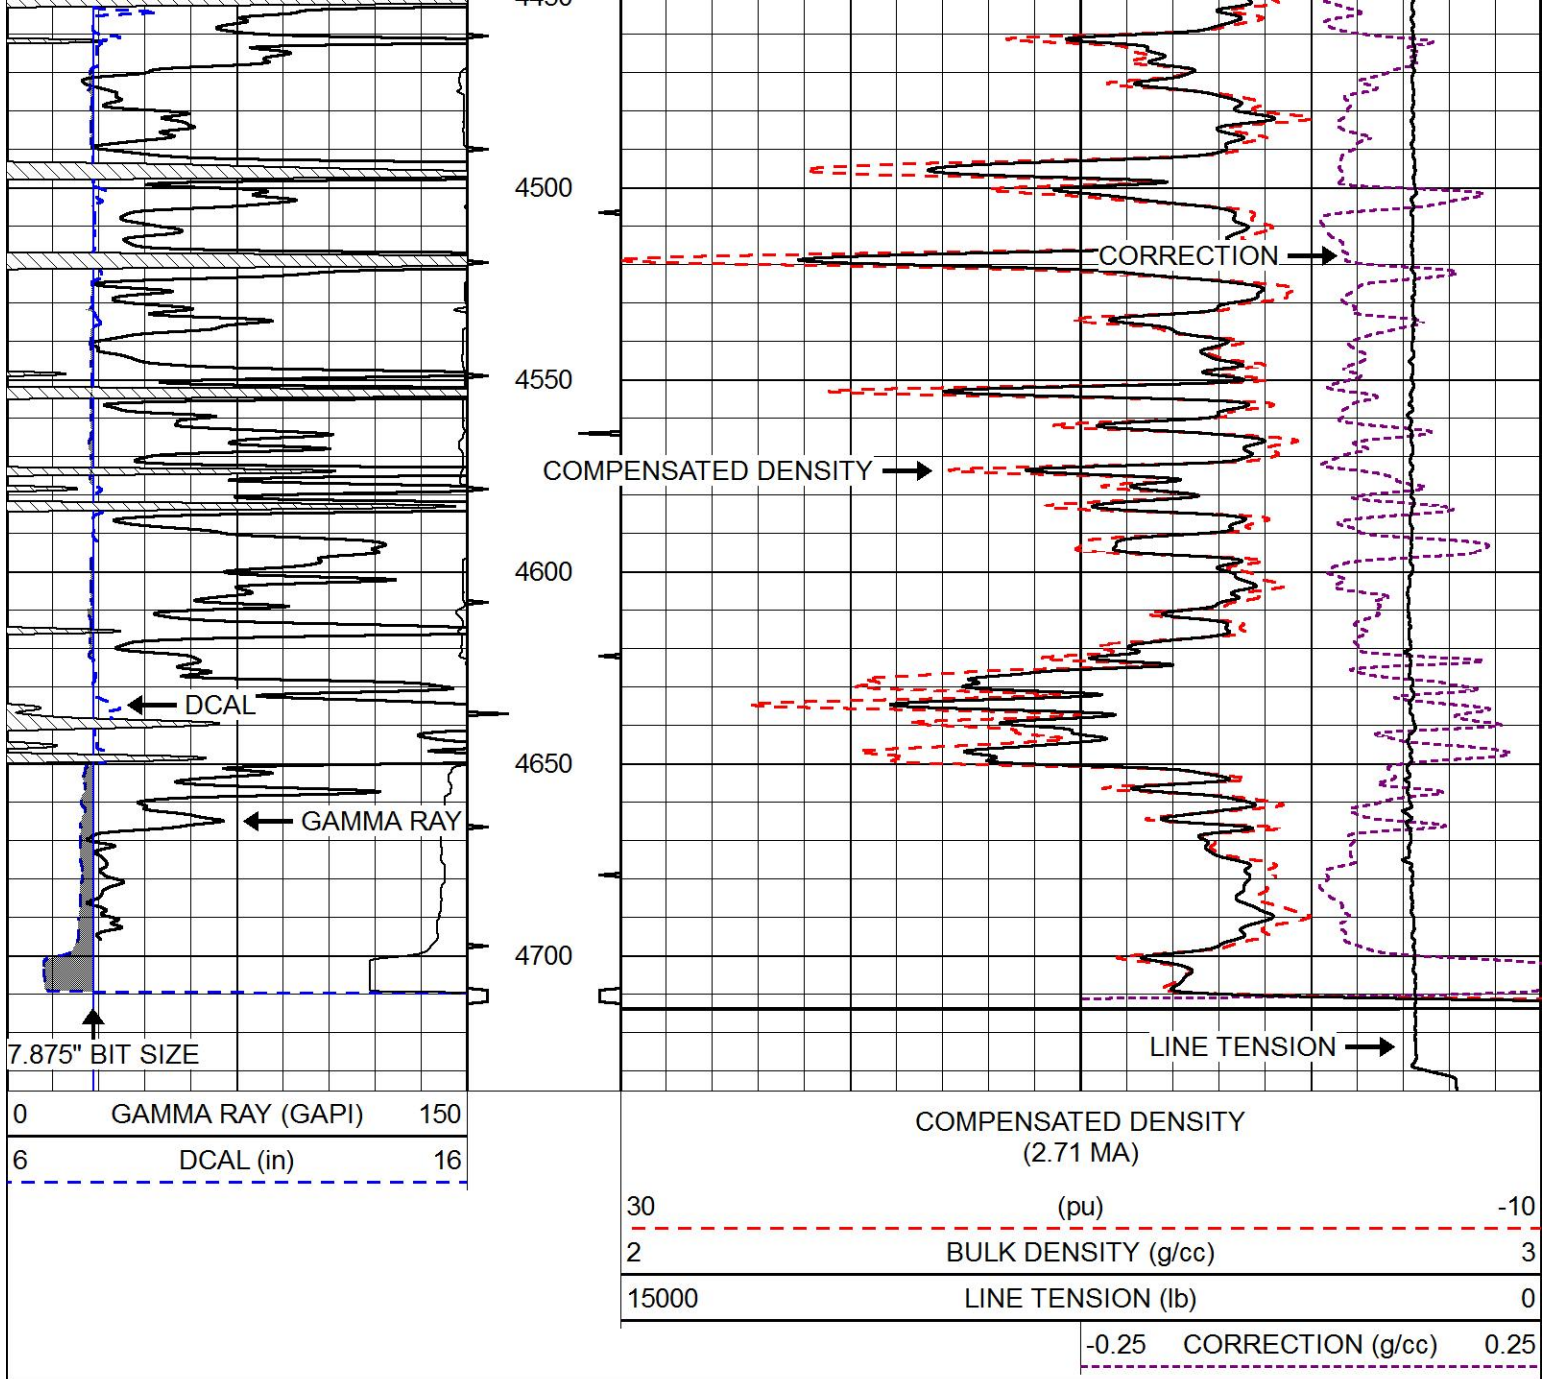 4450
4500
CORRECTION
4550
COMPENSATED DENSITY
4600
DCAL
4650
GAMMA RAY
4700
LINE TENSION
7.875" BIT SIZE
0 GAMMA RAY (GAPI) 150
6 DCAL (in) 16
COMPENSATED DENSITY
(2.71 MA)
30 (pu) -10
2 BULK DENSITY (g/cc) 3
15000 LINE TENSION (lb) 0
-0.25 CORRECTION (g/cc) 0.25